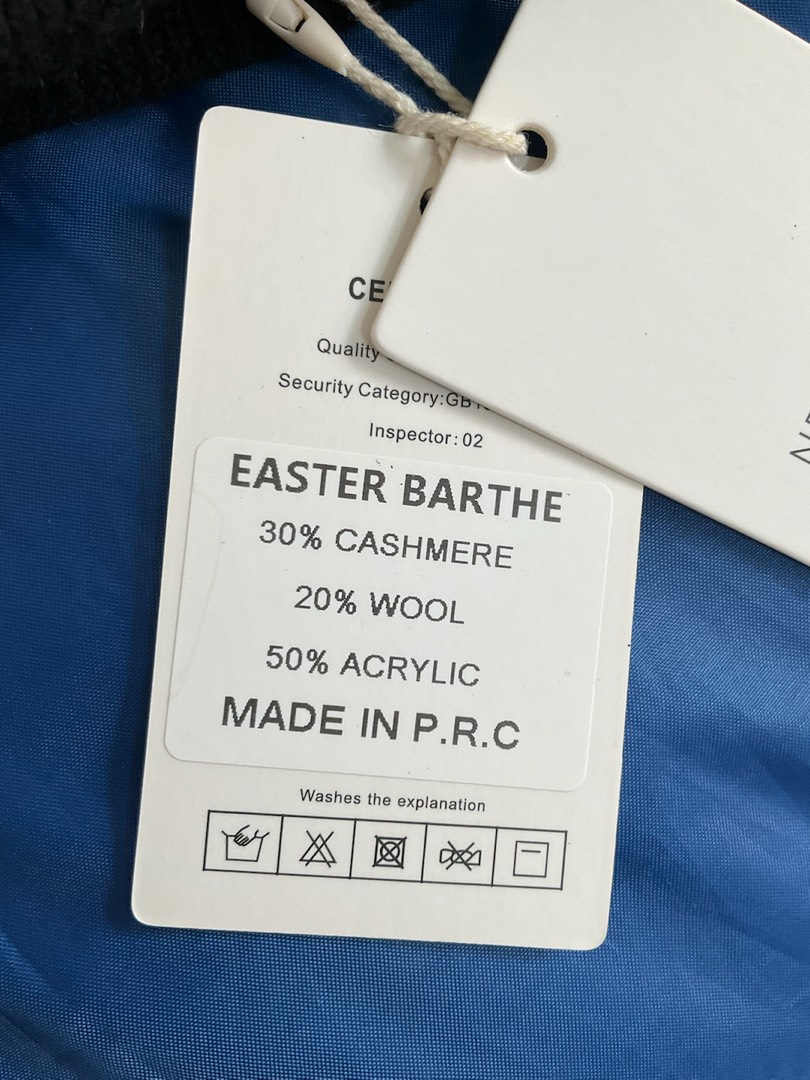 Quality
Security Category:GB
Inspector: 02
EASTER BARTHE
30% CASHMERE
20% WOOL
50% ACRYLIC
MADE IN P.R.C
Washes the explanation